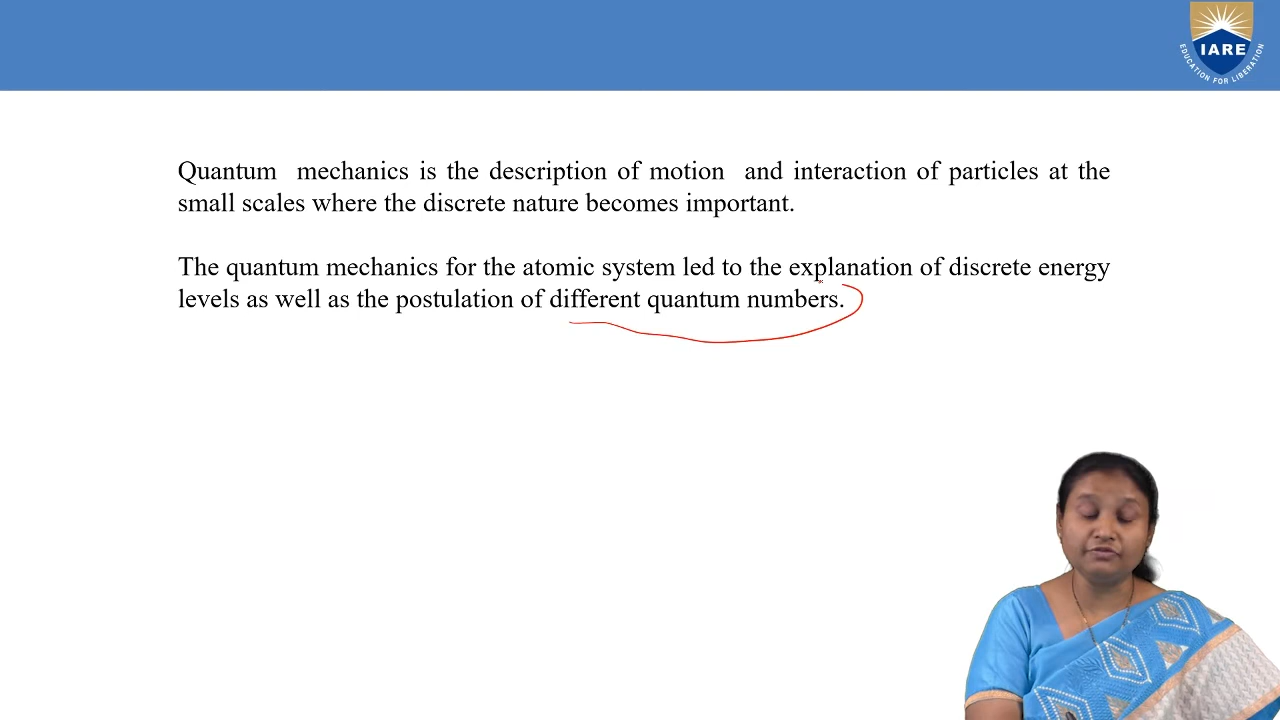 IARE
EDUCATION FOR LIBERATION
Quantum mechanics is the description of motion and interaction of particles at the
small scales where the discrete nature becomes important.
The quantum mechanics for the atomic system led to the explanation of discrete energy
levels as well as the postulation of different quantum numbers.